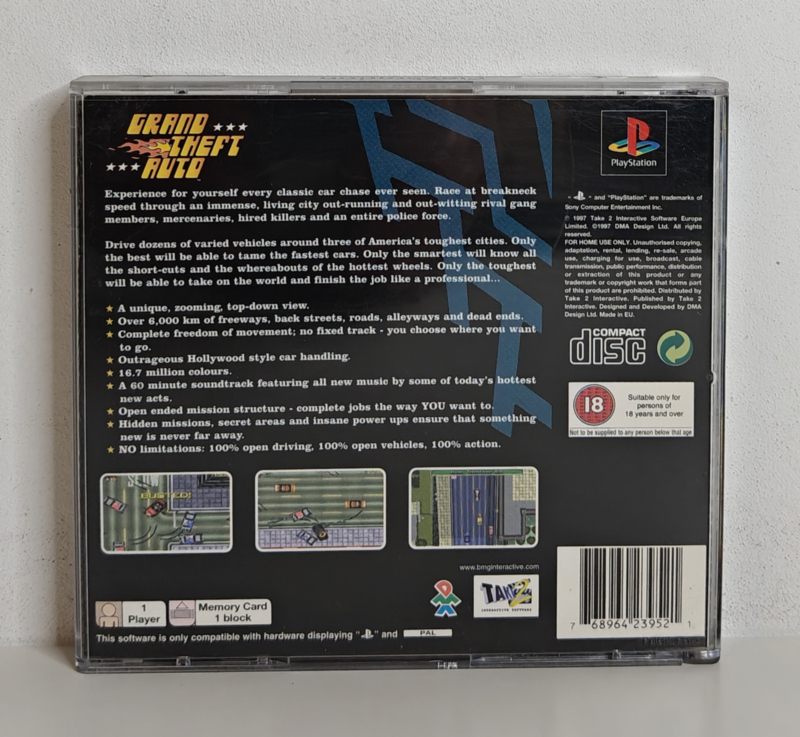 GRAND
THEFT
AUTO
Experience for yourself every classic car chase ever seen. Race at breakneck
speed through an immense, living city out-running and out-witting rival gang
members, mercenaries, hired killers and an entire police force.
Drive dozens of varied vehicles around three of America's toughest cities. Only
the best will be able to tame the fastest cars. Only the smartest will know all
the short-cuts and the whereabouts of the hottest wheels. Only the toughest
will be able to take on the world and finish the job like a professional...
A unique, zooming, top-down view.
Over 6,000 km of freeways, back streets, roads, alleyways and dead ends.
Complete freedom of movement; no fixed track - you choose where you want
to go.
Outrageous Hollywood style car handling.
16.7 million colours.
A 60 minute soundtrack featuring all new music by some of today's hottest
new acts.
Open ended mission structure - complete jobs the way YOU want to.
Hidden missions, secret areas and insane power ups ensure that something
new is never far away.
NO limitations: 100% open driving, 100% open vehicles, 100% action.
BUSTED!
PlayStation
" " and "PlayStation" are trademarks of
Sony Computer Entertainment Inc.
℗ 1997 Take 2 Interactive Software Europe
Limited. ©1997 DMA Design Ltd. All rights
reserved.
FOR HOME USE ONLY. Unauthorised copying,
adaptation, rental, lending, re-sale, arcade
use, charging for use, broadcast, cable
transmission, public performance, distribution
or extraction of this product or any
trademark or copyright work that forms part
of this product are prohibited. Distributed by
Take 2 Interactive. Published by Take 2
Interactive. Designed and Developed by DMA
Design Ltd. Made in EU.
COMPACT
disc
18
Suitable only for
persons of
18 years and over
Not to be supplied to any person below that age
www.bmginteractive.com
TAKE 2
INTERACTIVE SOFTWARE
1
Player
Memory Card
1 block
This software is only compatible with hardware displaying " " and PAL
7 68964 23952 1